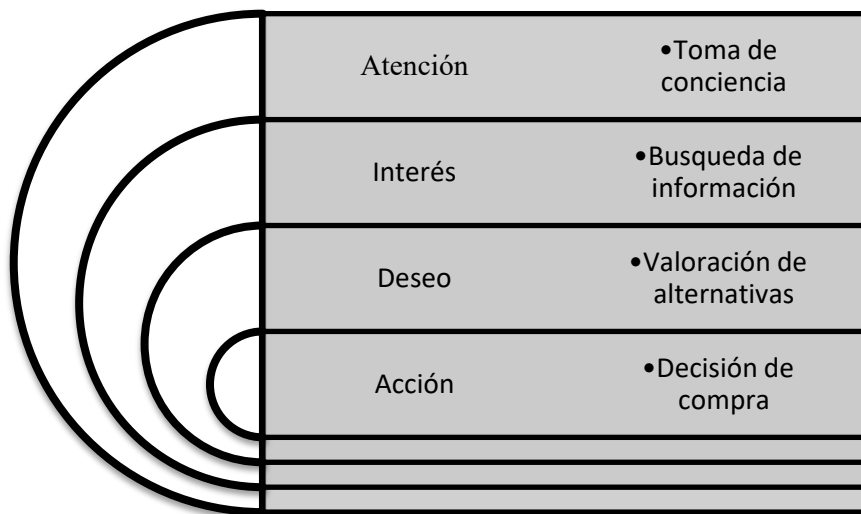 Atención
•Toma de
conciencia
Interés
•Busqueda de
información
Deseo
•Valoración de
alternativas
Acción
•Decisión de
compra